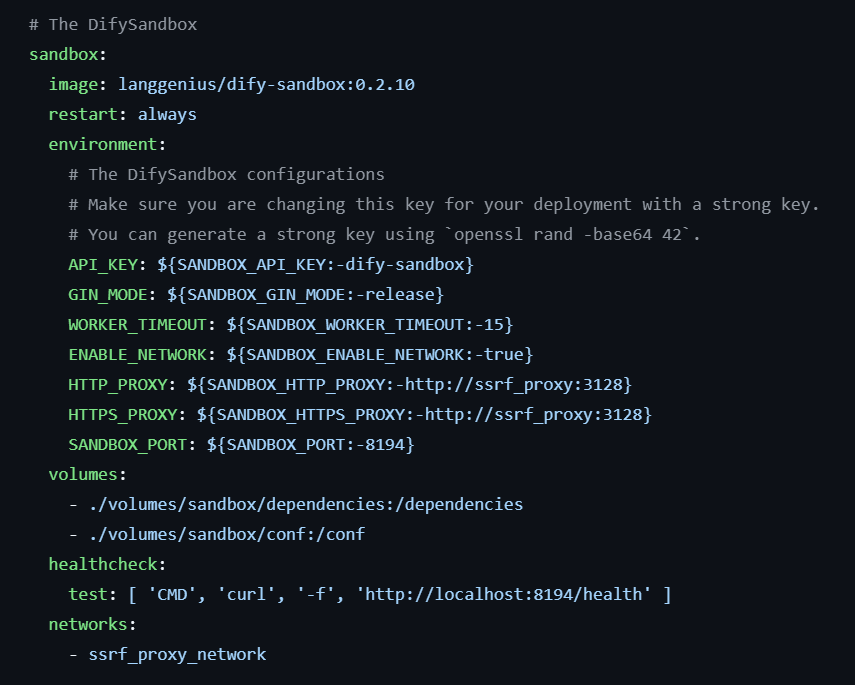 # The DifySandbox
sandbox:
  image: langgenius/dify-sandbox:0.2.10
  restart: always
  environment:
    # The DifySandbox configurations
    # Make sure you are changing this key for your deployment with a strong key.
    # You can generate a strong key using `openssl rand -base64 42`.
    API_KEY: ${SANDBOX_API_KEY:-dify-sandbox}
    GIN_MODE: ${SANDBOX_GIN_MODE:-release}
    WORKER_TIMEOUT: ${SANDBOX_WORKER_TIMEOUT:-15}
    ENABLE_NETWORK: ${SANDBOX_ENABLE_NETWORK:-true}
    HTTP_PROXY: ${SANDBOX_HTTP_PROXY:-http://ssrf_proxy:3128}
    HTTPS_PROXY: ${SANDBOX_HTTPS_PROXY:-http://ssrf_proxy:3128}
    SANDBOX_PORT: ${SANDBOX_PORT:-8194}
  volumes:
    - ./volumes/sandbox/dependencies:/dependencies
    - ./volumes/sandbox/conf:/conf
  healthcheck:
    test: [ 'CMD', 'curl', '-f', 'http://localhost:8194/health' ]
  networks:
    - ssrf_proxy_network